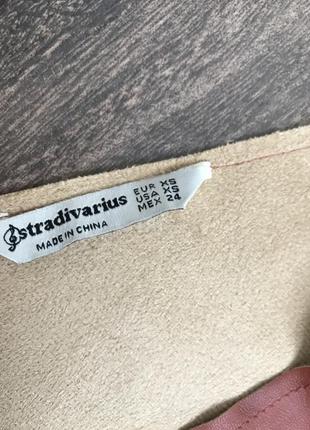 stradivarius
MADE IN CHINA
EUR XS
USA XS
MEX 24